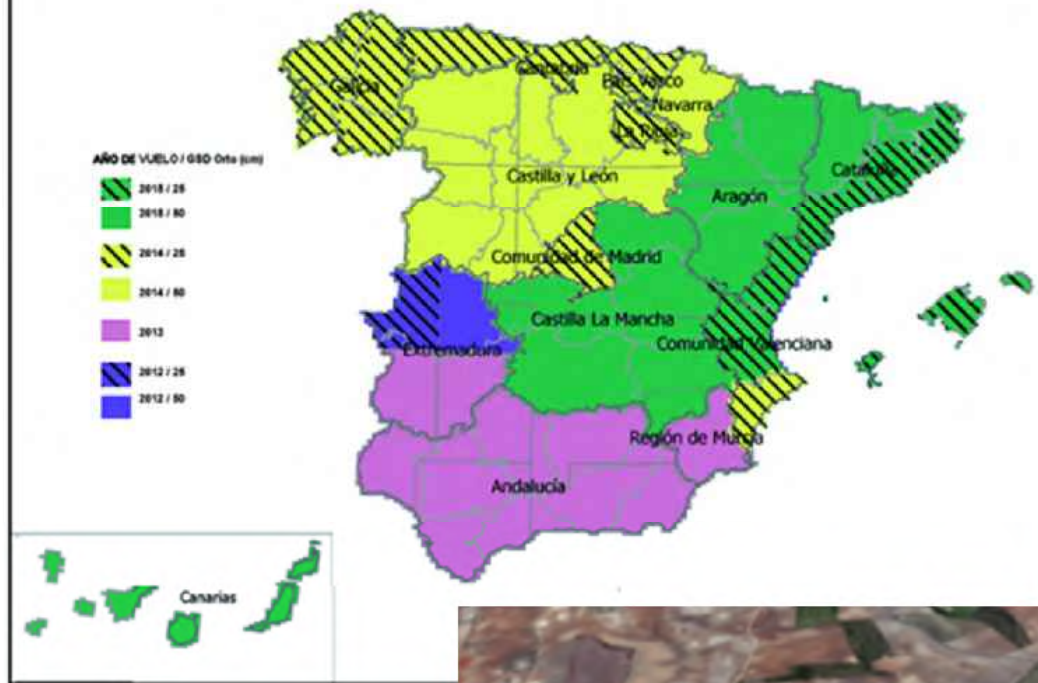 AÑO DE VUELO / GSD Orto (cm)
2015 / 25
2015 / 50
2014 / 25
2014 / 50
2013
2012 / 25
2012 / 50
Galicia
Cantabria
País Vasco
Navarra
La Rioja
Castilla y León
Cataluña
Aragón
Comunidad de Madrid
Castilla La Mancha
Comunidad Valenciana
Extremadura
Región de Murcia
Andalucía
Canarias